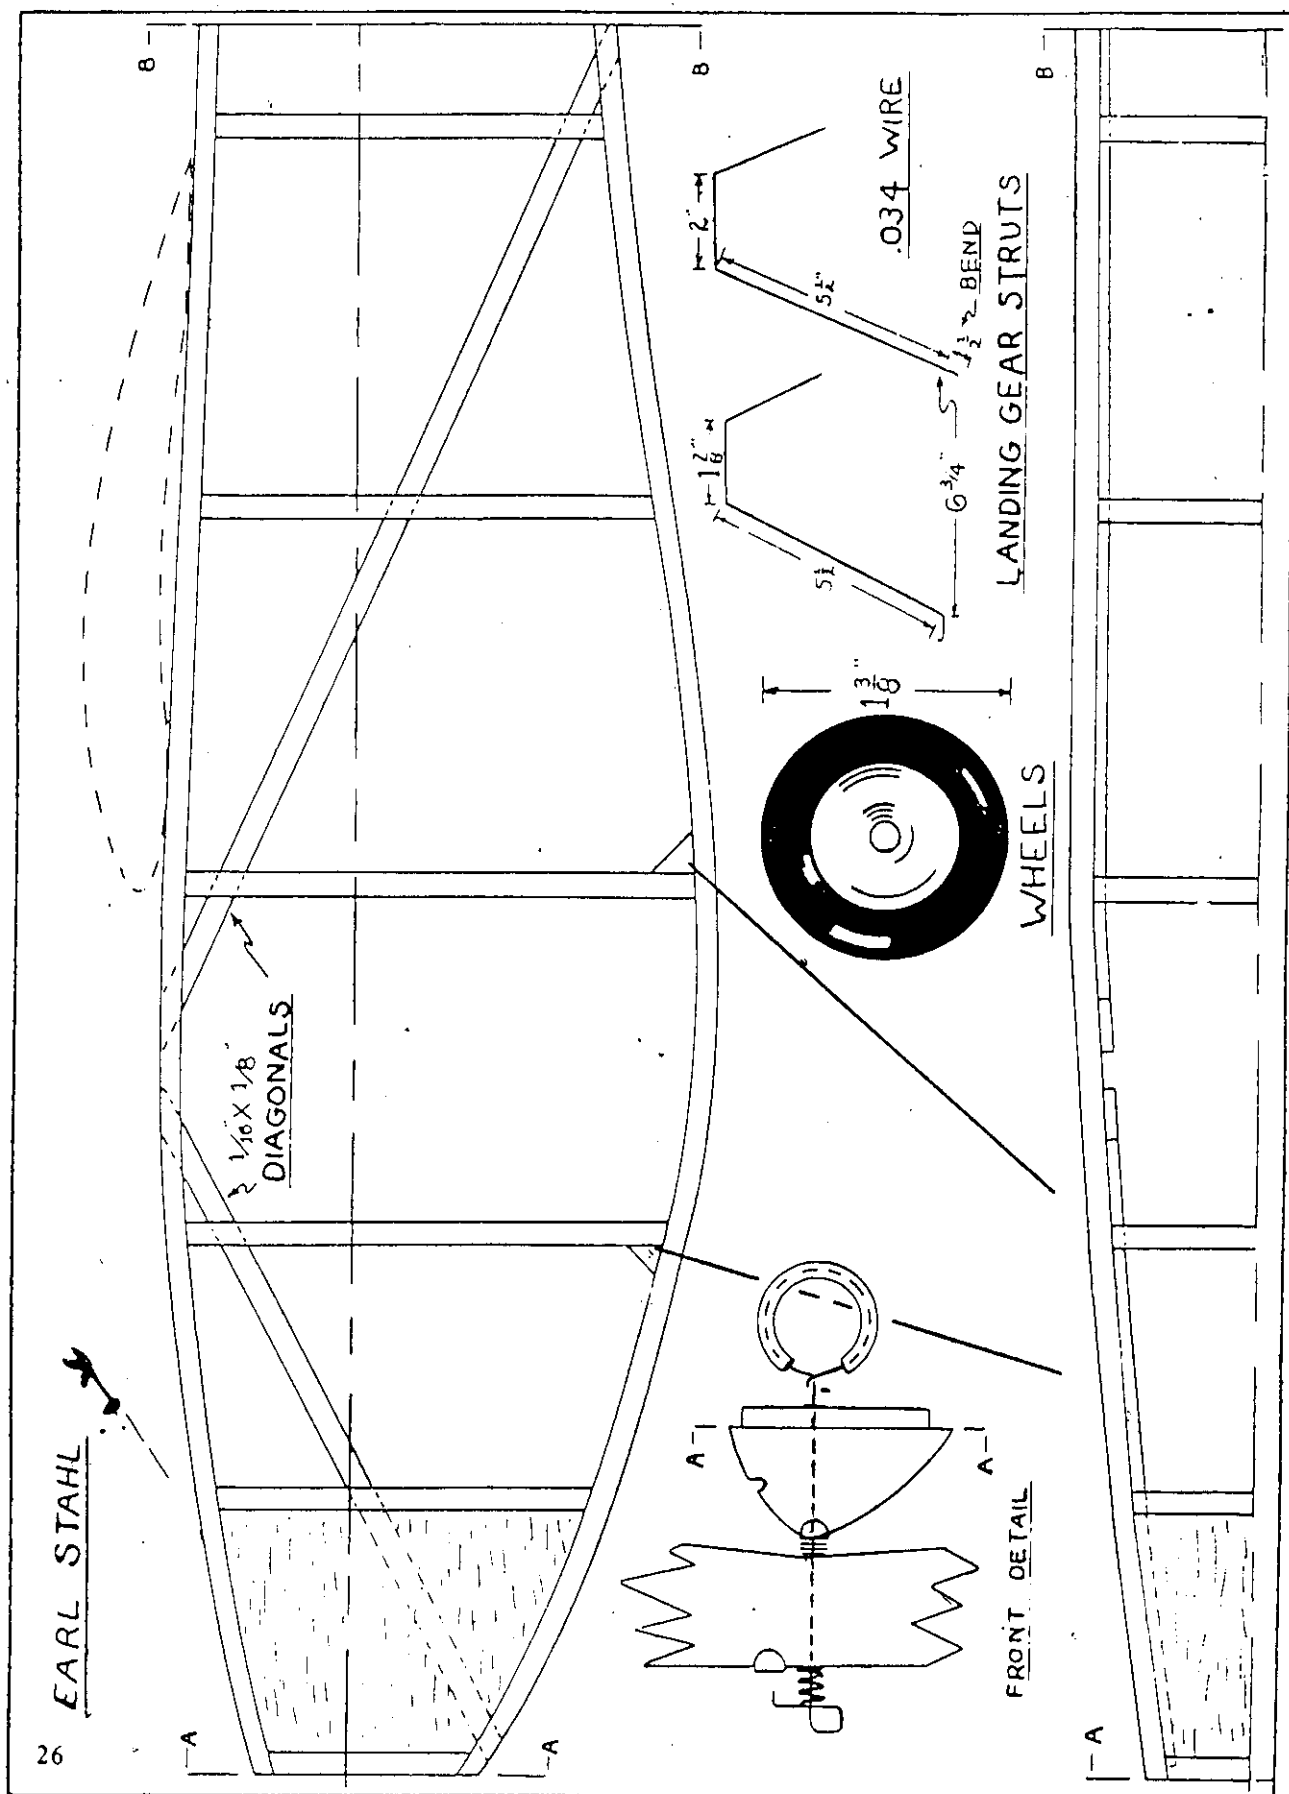 EARL STAHL
26
A
A
B
B
1/16" X 1/8"
DIAGONALS
2"
5 1/2"
.034 WIRE
1/2 BEND
1 7/8"
5 1/2
6 3/4"
LANDING GEAR STRUTS
1 3/8"
WHEELS
A
A
FRONT DETAIL
B
A